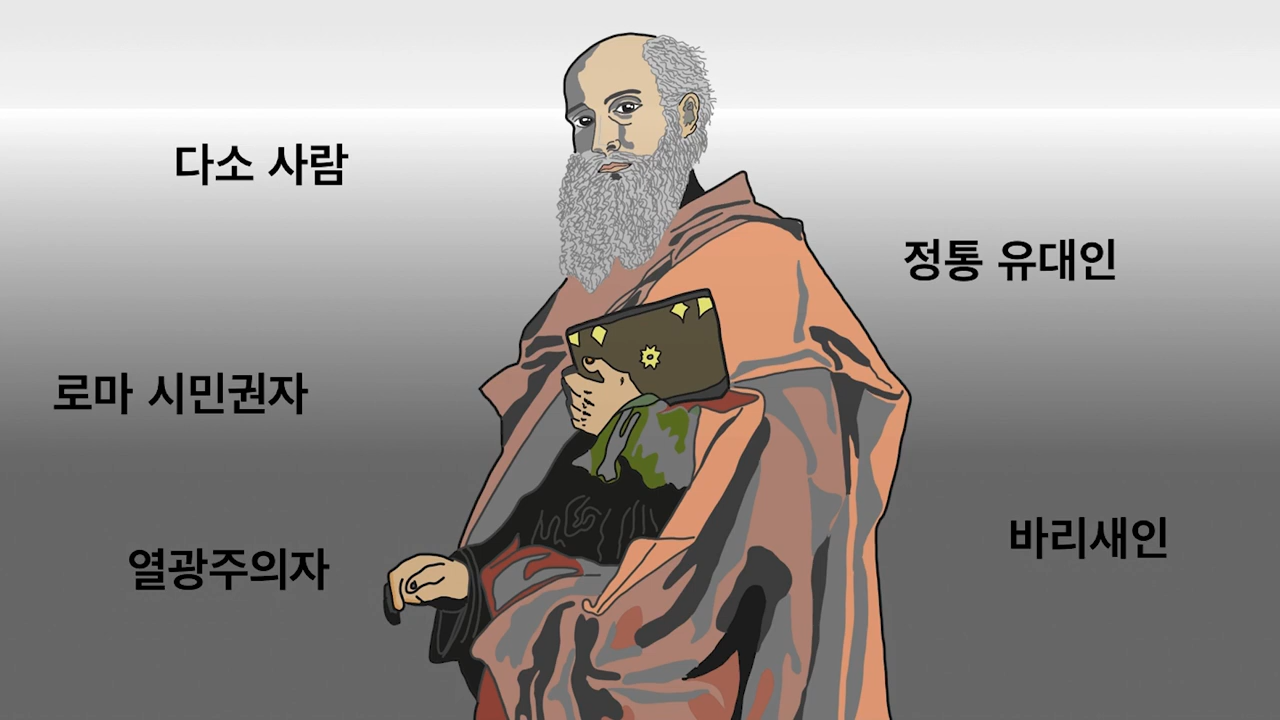 다소 사람
정통 유대인
로마 시민권자
바리새인
열광주의자